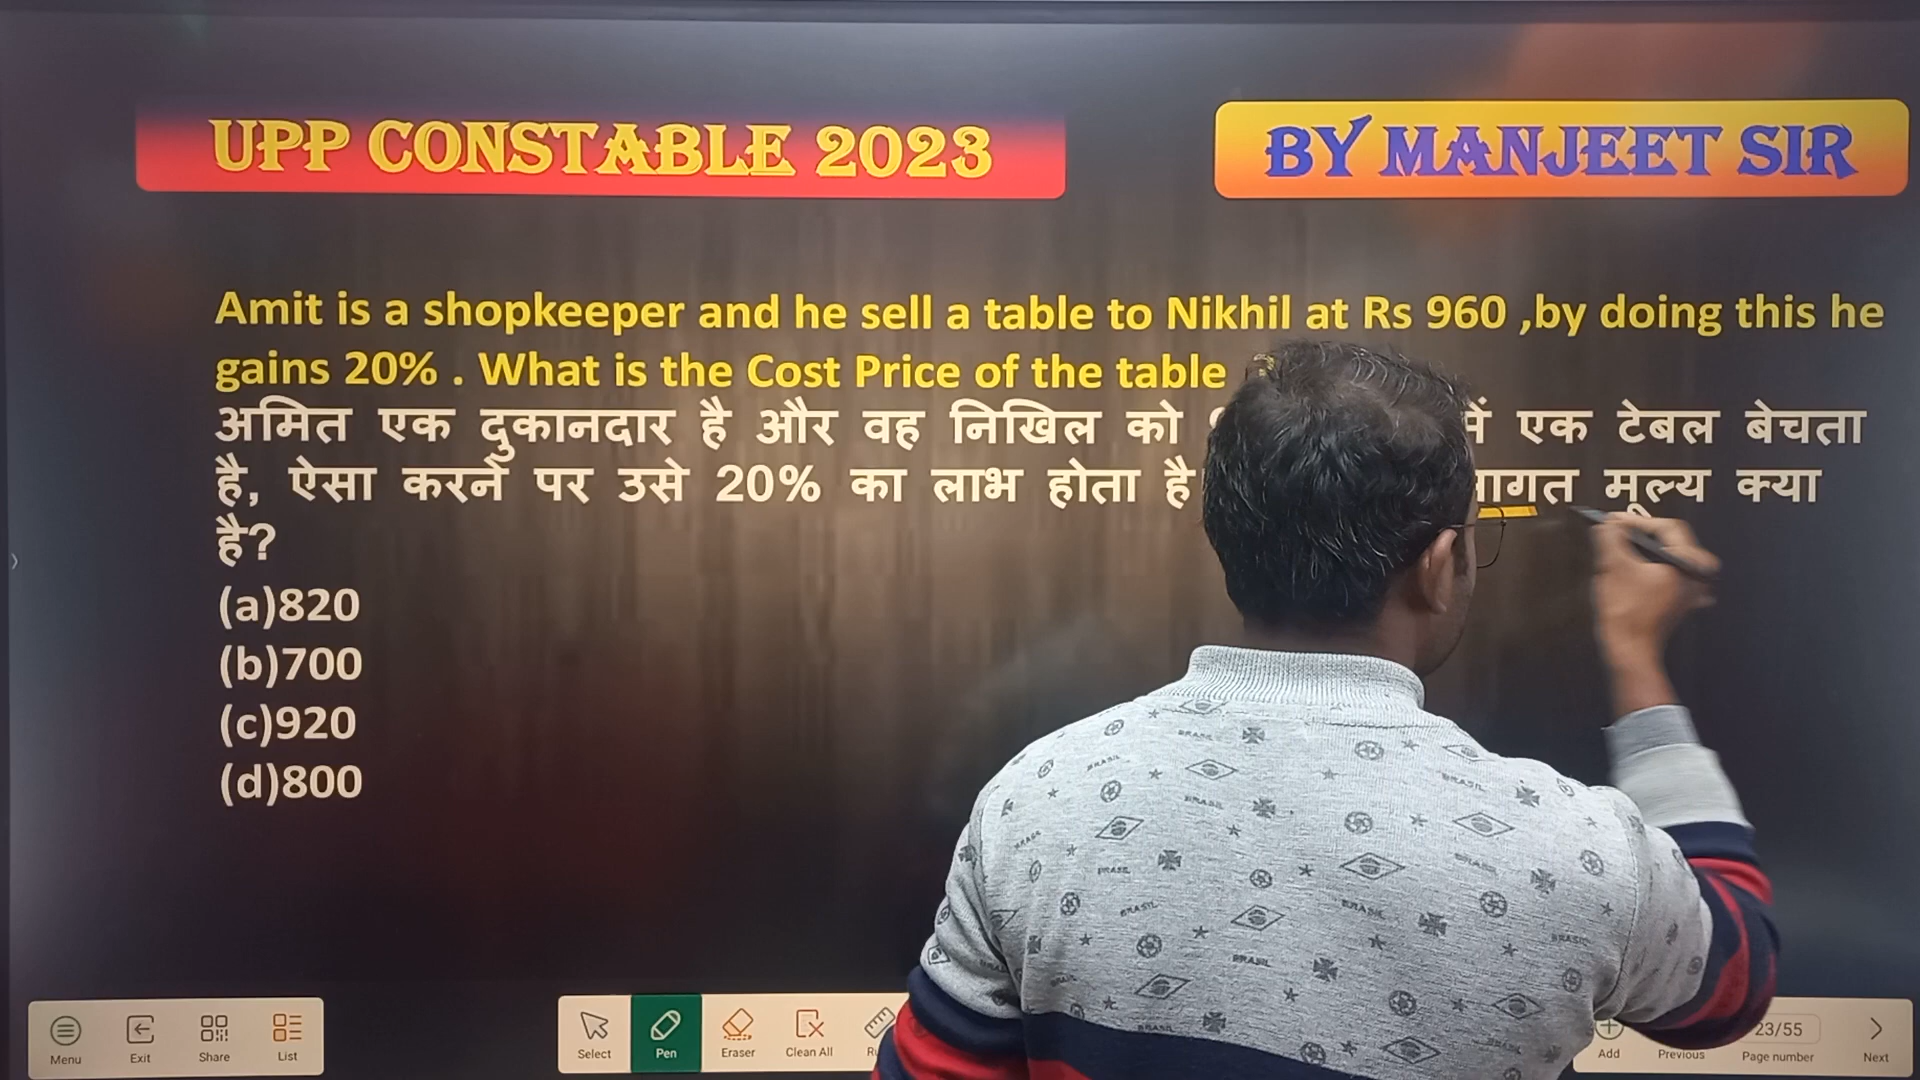 UPP CONSTABLE 2023
BY MANJEET SIR
Amit is a shopkeeper and he sell a table to Nikhil at Rs 960 ,by doing this he
gains 20% . What is the Cost Price of the table
अमित एक दुकानदार है और वह निखिल को में एक टेबल बेचता
है, ऐसा करने पर उसे 20% का लाभ होता है मूल्य क्या
है?
(a)820
(b)700
(c)920
(d)800
Menu Exit Share List
Select Pen Eraser Clean All
Add Previous 23/55 Page number Next